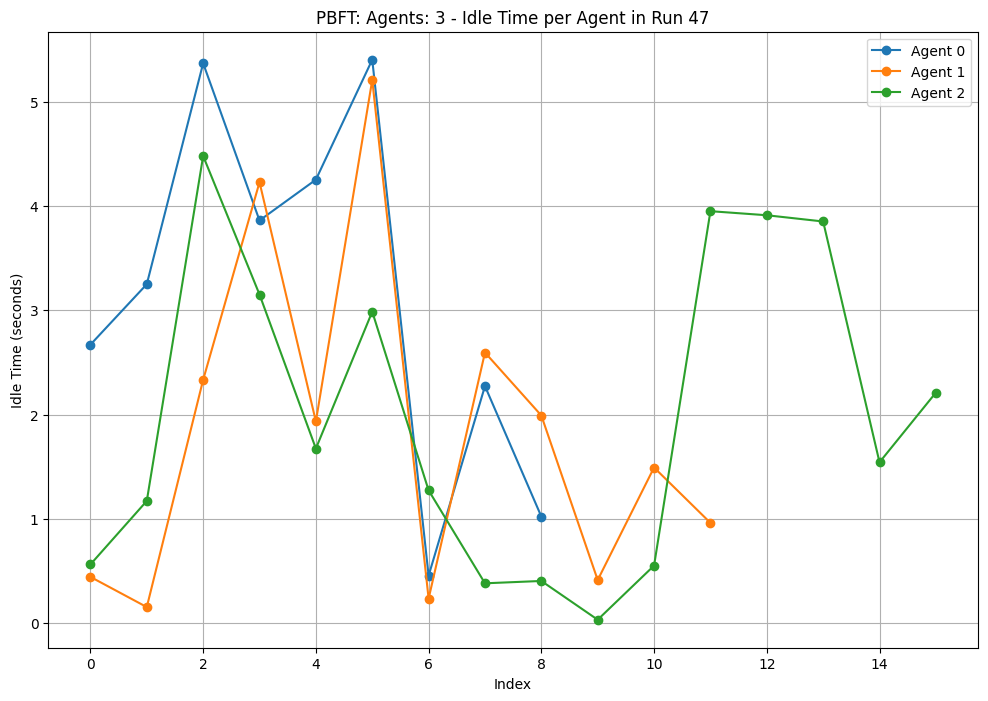 PBFT: Agents: 3 - Idle Time per Agent in Run 47
Agent 0
Agent 1
Agent 2
Idle Time (seconds)
5
4
3
2
1
0
0 2 4 6 8 10 12 14
Index